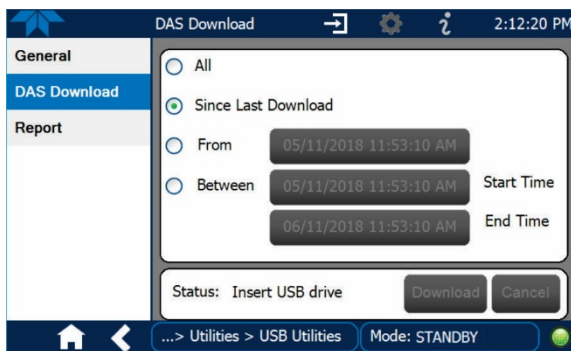 DAS Download 2:12:20 PM
General
DAS Download
Report
All
Since Last Download
From 05/11/2018 11:53:10 AM
Between 05/11/2018 11:53:10 AM Start Time
06/11/2018 11:53:10 AM End Time
Status: Insert USB drive Download Cancel
...> Utilities > USB Utilities Mode: STANDBY